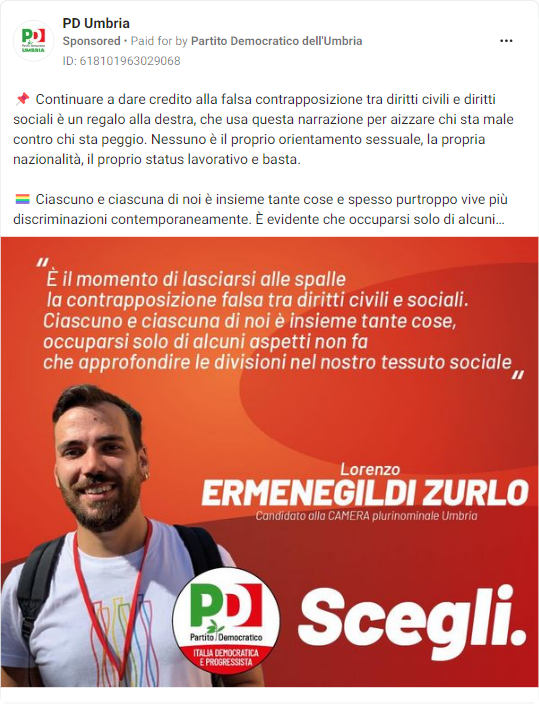 PD Umbria
Sponsored • Paid for by Partito Democratico dell'Umbria
ID: 618101963029068
📌 Continuare a dare credito alla falsa contrapposizione tra diritti civili e diritti
sociali è un regalo alla destra, che usa questa narrazione per aizzare chi sta male
contro chi sta peggio. Nessuno è il proprio orientamento sessuale, la propria
nazionalità, il proprio status lavorativo e basta.
🏳️‍🌈 Ciascuno e ciascuna di noi è insieme tante cose e spesso purtroppo vive più
discriminazioni contemporaneamente. È evidente che occuparsi solo di alcuni...
“È il momento di lasciarsi alle spalle
la contrapposizione falsa tra diritti civili e sociali.
Ciascuno e ciascuna di noi è insieme tante cose,
occuparsi solo di alcuni aspetti non fa
che approfondire le divisioni nel nostro tessuto sociale“
Lorenzo
ERMENEGILDI ZURLO
Candidato alla CAMERA plurinominale Umbria
PD
Partito Democratico
ITALIA DEMOCRATICA
E PROGRESSISTA
Scegli.